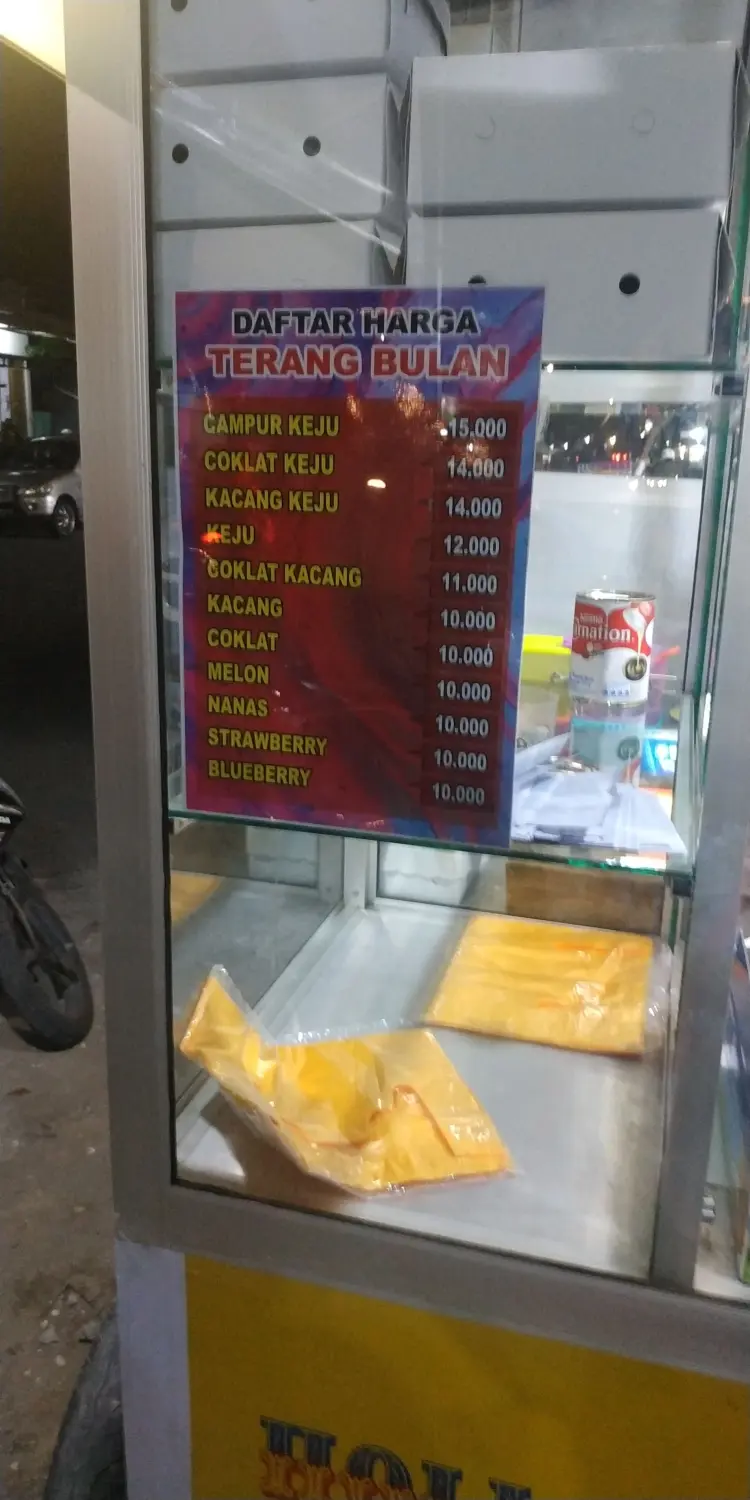 DAFTAR HARGA
TERANG BULAN
CAMPUR KEJU 15.000
COKLAT KEJU 14.000
KACANG KEJU 14.000
KEJU 12.000
COKLAT KACANG 11.000
KACANG 10.000
COKLAT 10.000
MELON 10.000
NANAS 10.000
STRAWBERRY 10.000
BLUEBERRY 10.000
Nestlé
rnation